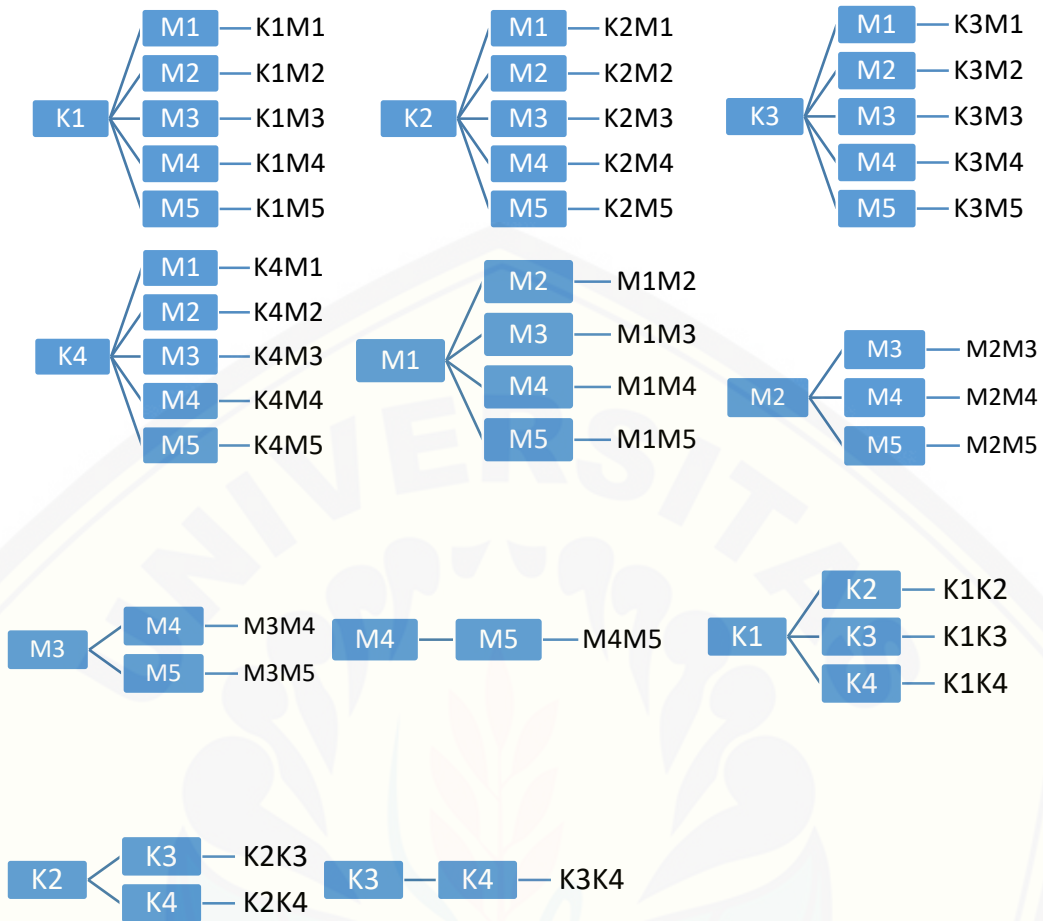 M1 K1M1
M2 K1M2
K1 M3 K1M3
M4 K1M4
M5 K1M5
M1 K2M1
M2 K2M2
K2 M3 K2M3
M4 K2M4
M5 K2M5
M1 K3M1
M2 K3M2
K3 M3 K3M3
M4 K3M4
M5 K3M5
M1 K4M1
M2 K4M2
K4 M3 K4M3
M4 K4M4
M5 K4M5
M2 M1M2
M3 M1M3
M1
M4 M1M4
M5 M1M5
M3 M2M3
M2 M4 M2M4
M5 M2M5
UNIVERSITAS
M4 M3M4
M3
M5 M3M5
M4 M5 M4M5
K2 K1K2
K1 K3 K1K3
K4 K1K4
K3 K2K3
K2
K4 K2K4
K3 K4 K3K4